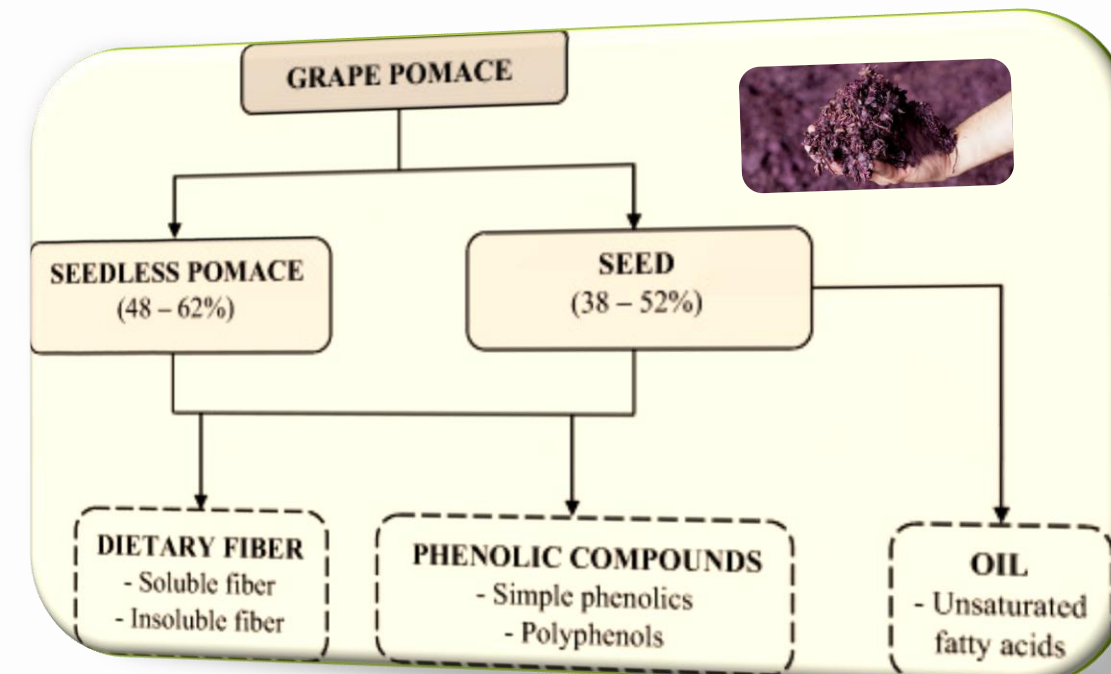 GRAPE POMACE
SEEDLESS POMACE
(48 – 62%)
SEED
(38 – 52%)
DIETARY FIBER
- Soluble fiber
- Insoluble fiber
PHENOLIC COMPOUNDS
- Simple phenolics
- Polyphenols
OIL
- Unsaturated
fatty acids